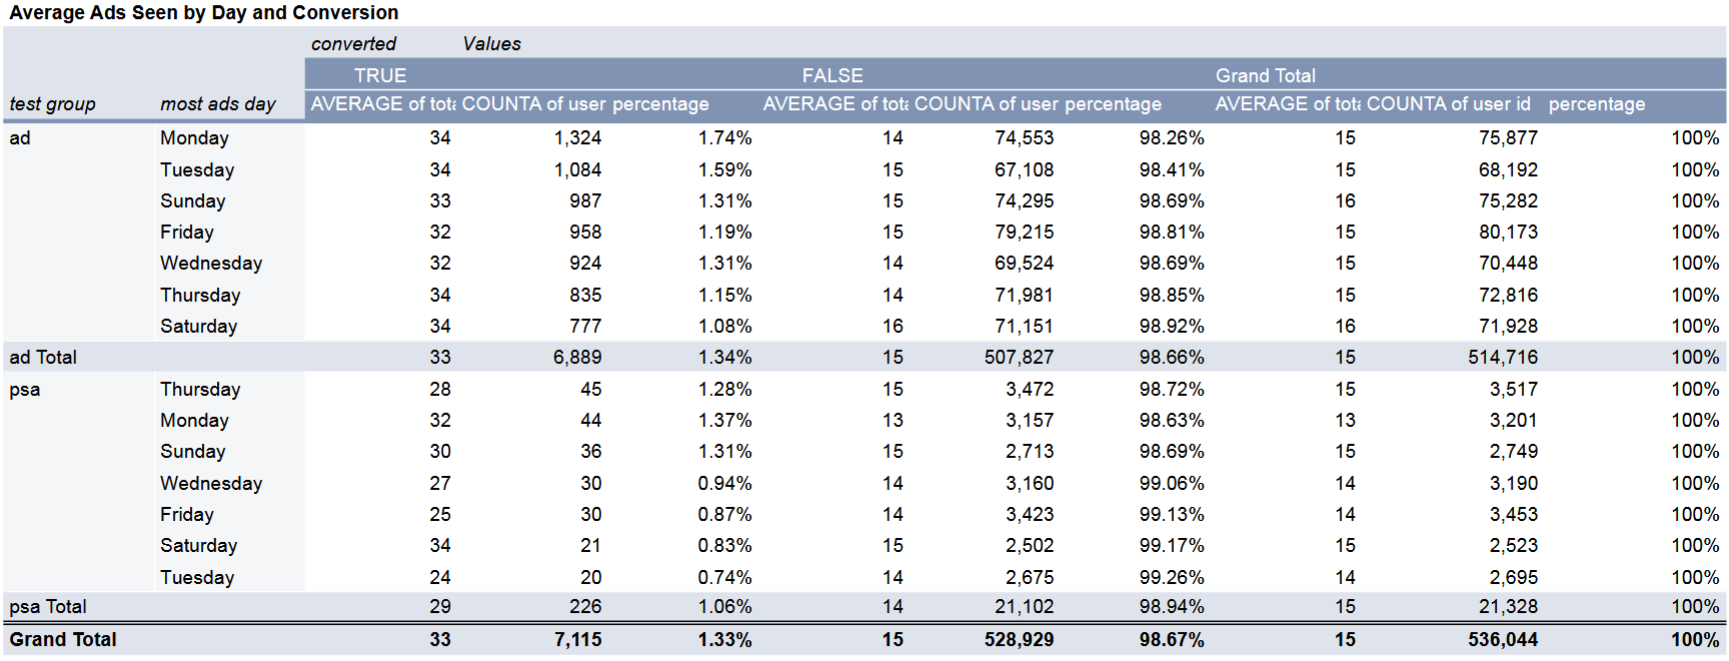 Average Ads Seen by Day and Conversion
converted Values
TRUE FALSE Grand Total
test group most ads day AVERAGE of tota COUNTA of user percentage AVERAGE of tota COUNTA of user percentage AVERAGE of tota COUNTA of user id percentage
ad Monday 34 1,324 1.74% 14 74,553 98.26% 15 75,877 100%
Tuesday 34 1,084 1.59% 15 67,108 98.41% 15 68,192 100%
Sunday 33 987 1.31% 15 74,295 98.69% 16 75,282 100%
Friday 32 958 1.19% 15 79,215 98.81% 15 80,173 100%
Wednesday 32 924 1.31% 14 69,524 98.69% 15 70,448 100%
Thursday 34 835 1.15% 14 71,981 98.85% 15 72,816 100%
Saturday 34 777 1.08% 16 71,151 98.92% 16 71,928 100%
ad Total 33 6,889 1.34% 15 507,827 98.66% 15 514,716 100%
psa Thursday 28 45 1.28% 15 3,472 98.72% 15 3,517 100%
Monday 32 44 1.37% 13 3,157 98.63% 13 3,201 100%
Sunday 30 36 1.31% 15 2,713 98.69% 15 2,749 100%
Wednesday 27 30 0.94% 14 3,160 99.06% 14 3,190 100%
Friday 25 30 0.87% 14 3,423 99.13% 14 3,453 100%
Saturday 34 21 0.83% 15 2,502 99.17% 15 2,523 100%
Tuesday 24 20 0.74% 14 2,675 99.26% 14 2,695 100%
psa Total 29 226 1.06% 14 21,102 98.94% 15 21,328 100%
Grand Total 33 7,115 1.33% 15 528,929 98.67% 15 536,044 100%